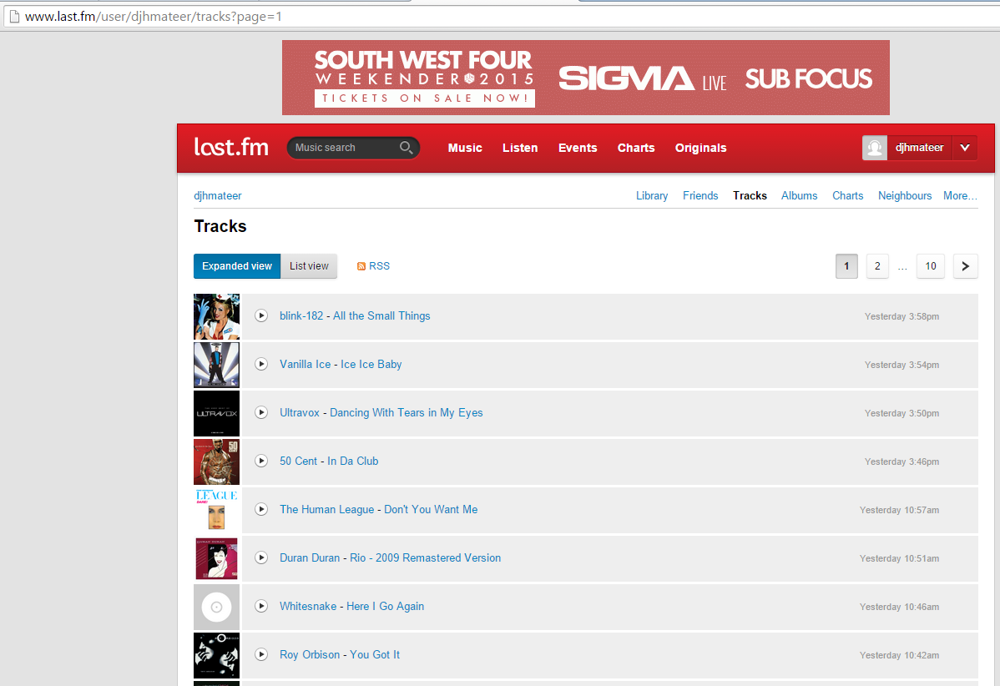 www.last.fm/user/djhmateer/tracks?page=1
SOUTH WEST FOUR
WEEKENDER 2015
TICKETS ON SALE NOW!
SIGMA LIVE
SUB FOCUS
last.fm
Music search
Music Listen Events Charts Originals
djhmateer
djhmateer
Library Friends Tracks Albums Charts Neighbours More…
Tracks
Expanded view List view RSS
1 2 … 10 >
blink-182 - All the Small Things Yesterday 3:58pm
Vanilla Ice - Ice Ice Baby Yesterday 3:54pm
ULTRAVOX
Ultravox - Dancing With Tears in My Eyes Yesterday 3:50pm
50
50 Cent - In Da Club Yesterday 3:46pm
LEAGUE
The Human League - Don't You Want Me Yesterday 10:57am
DURAN DURAN
Duran Duran - Rio - 2009 Remastered Version Yesterday 10:51am
Whitesnake - Here I Go Again Yesterday 10:46am
Roy Orbison - You Got It Yesterday 10:42am